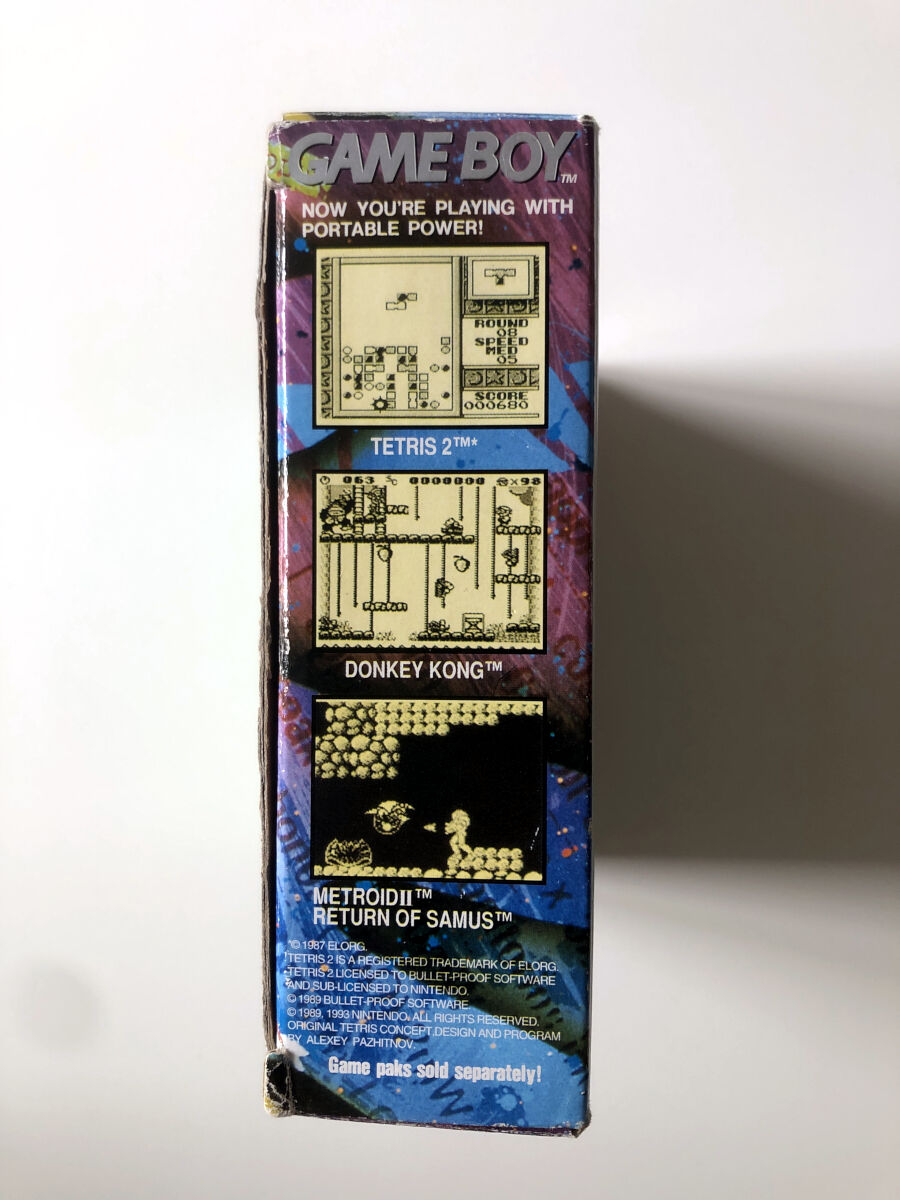 GAME BOY™
NOW YOU'RE PLAYING WITH
PORTABLE POWER!
ROUND
08
SPEED
MED
05
SCORE
000680
TETRIS 2™*
063 0000000 ×98
DONKEY KONG™
METROID II™
RETURN OF SAMUS™
*© 1987 ELORG.
TETRIS 2 IS A REGISTERED TRADEMARK OF ELORG.
TETRIS 2 LICENSED TO BULLET-PROOF SOFTWARE
AND SUB-LICENSED TO NINTENDO.
© 1989 BULLET-PROOF SOFTWARE.
© 1989, 1993 NINTENDO. ALL RIGHTS RESERVED.
ORIGINAL TETRIS CONCEPT, DESIGN AND PROGRAM
BY ALEXEY PAZHITNOV.
Game paks sold separately!